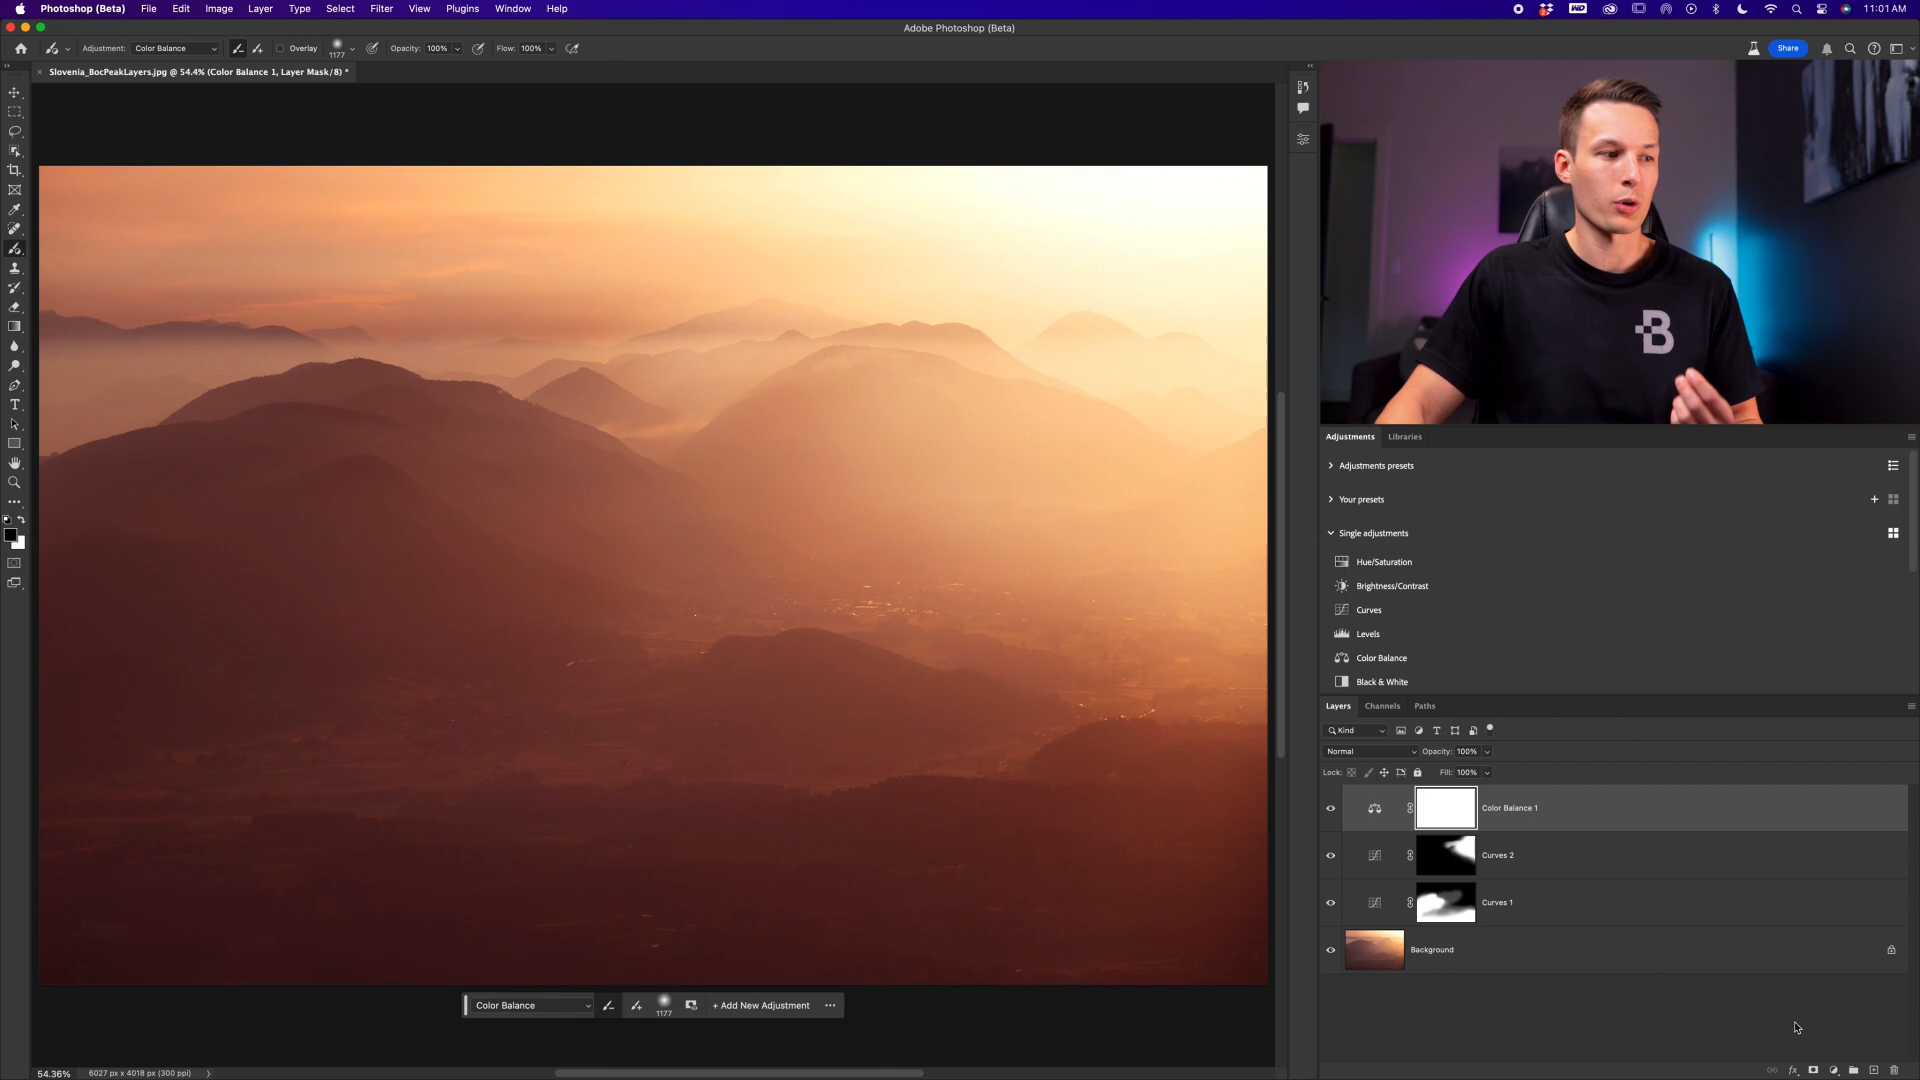 Photoshop (Beta) File Edit Image Layer Type Select Filter View Plugins Window Help
WD
11:01 AM
Adobe Photoshop (Beta)
Adjustment: Color Balance
Overlay
1177
Opacity: 100%
Flow: 100%
Share
Slovenia_BocPeakLayers.jpg @ 54.4% (Color Balance 1, Layer Mask/8) *
B
Adjustments Libraries
Adjustments presets
Your presets
Single adjustments
Hue/Saturation
Brightness/Contrast
Curves
Levels
Color Balance
Black & White
Layers Channels Paths
Kind
Normal Opacity: 100%
Lock: Fill: 100%
Color Balance 1
Curves 2
Curves 1
Background
Color Balance
1177
+ Add New Adjustment
54.36% 6027 px x 4018 px (300 ppi)